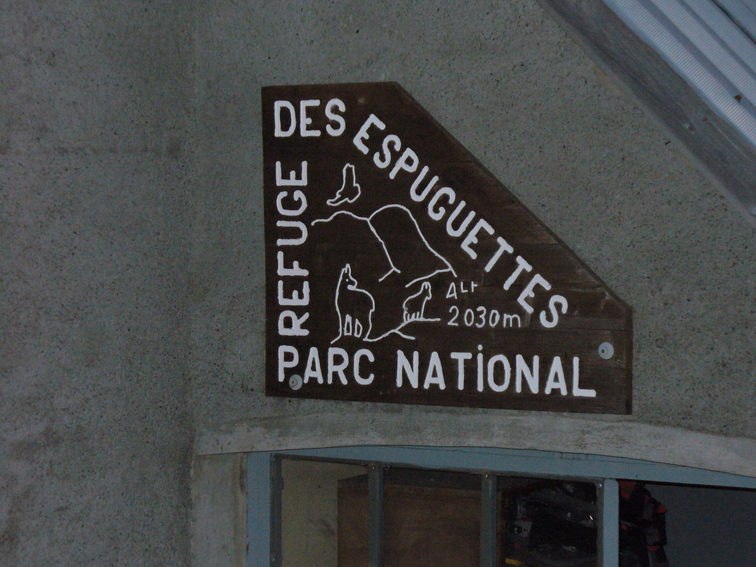 REFUGE
DES ESPUGUETTES
ALT
2030m
PARC NATIONAL